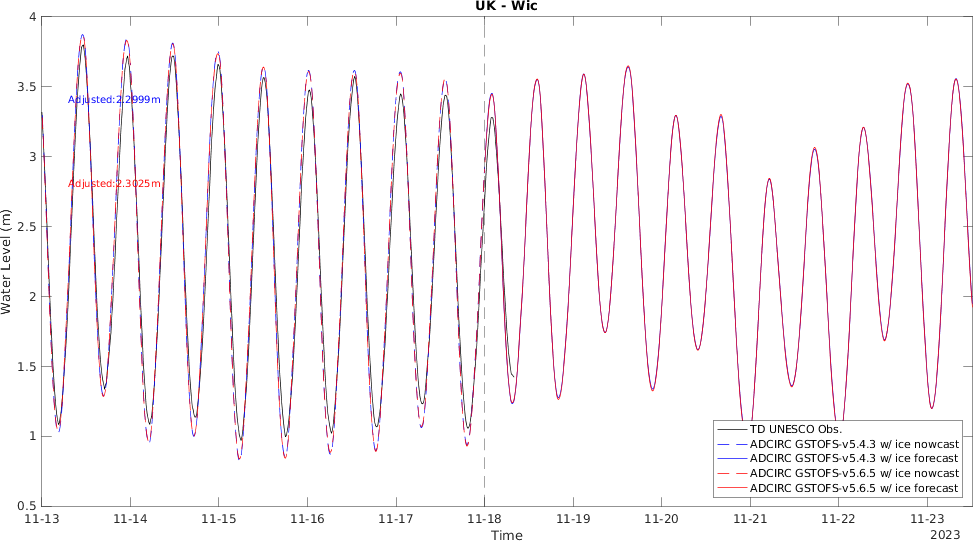 UK - Wic
4
3.5
3
2.5
2
1.5
1
0.5
Water Level (m)
Adjusted:2.2999m
Adjusted:2.3025m
TD UNESCO Obs.
ADCIRC GSTOFS-v5.4.3 w/ ice nowcast
ADCIRC GSTOFS-v5.4.3 w/ ice forecast
ADCIRC GSTOFS-v5.6.5 w/ ice nowcast
ADCIRC GSTOFS-v5.6.5 w/ ice forecast
11-13 11-14 11-15 11-16 11-17 11-18 11-19 11-20 11-21 11-22 11-23
2023
Time